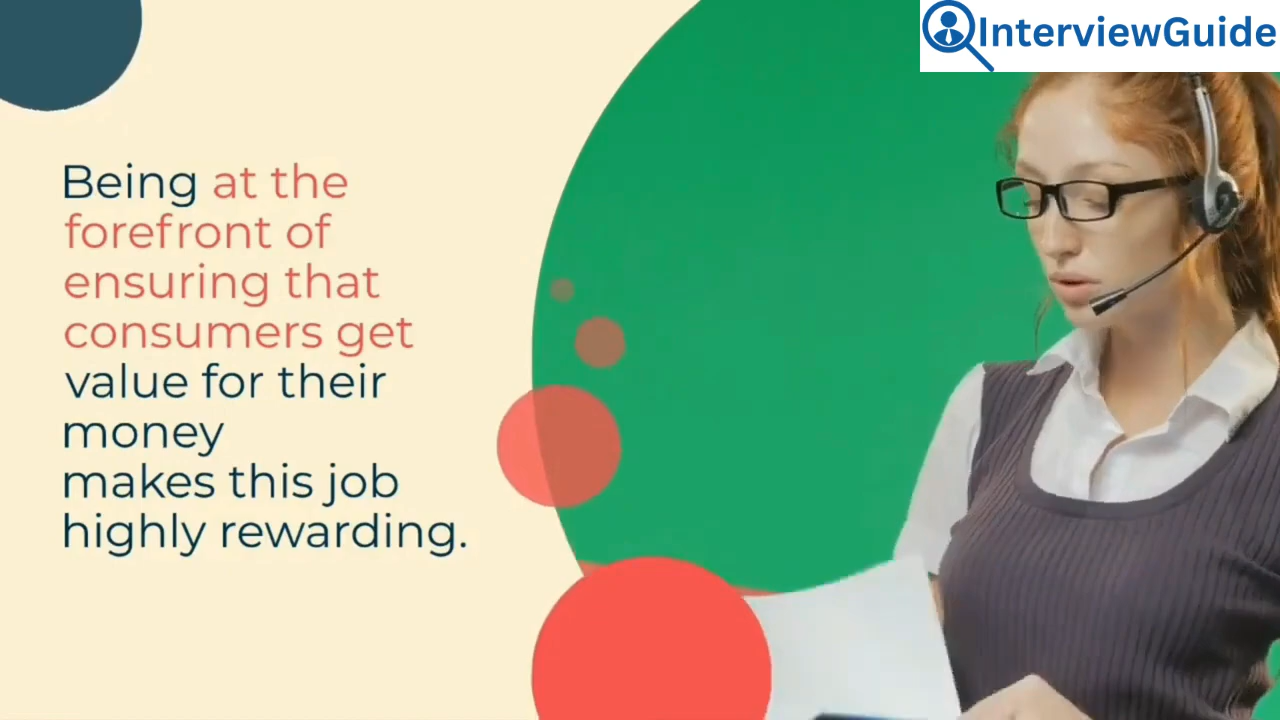 InterviewGuide
Being at the
forefront of
ensuring that
consumers get
value for their
money
makes this job
highly rewarding.